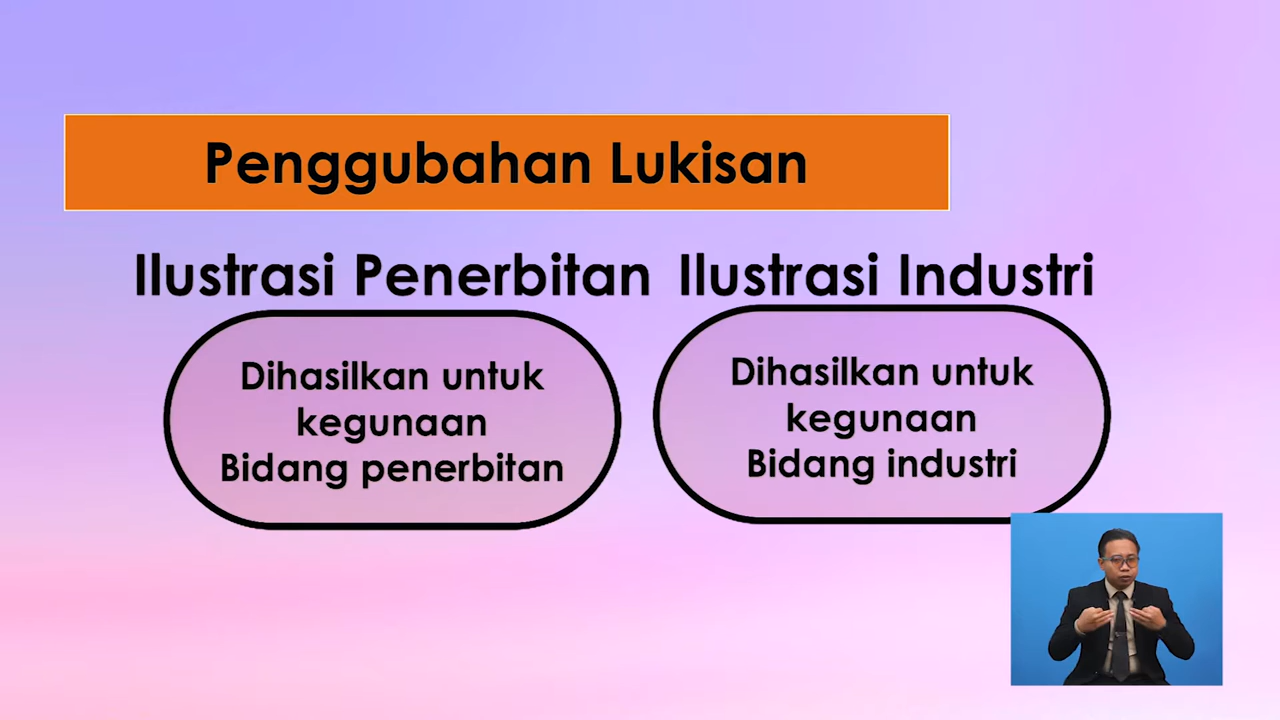 Penggubahan Lukisan
Ilustrasi Penerbitan
Dihasilkan untuk
kegunaan
Bidang penerbitan
Ilustrasi Industri
Dihasilkan untuk
kegunaan
Bidang industri